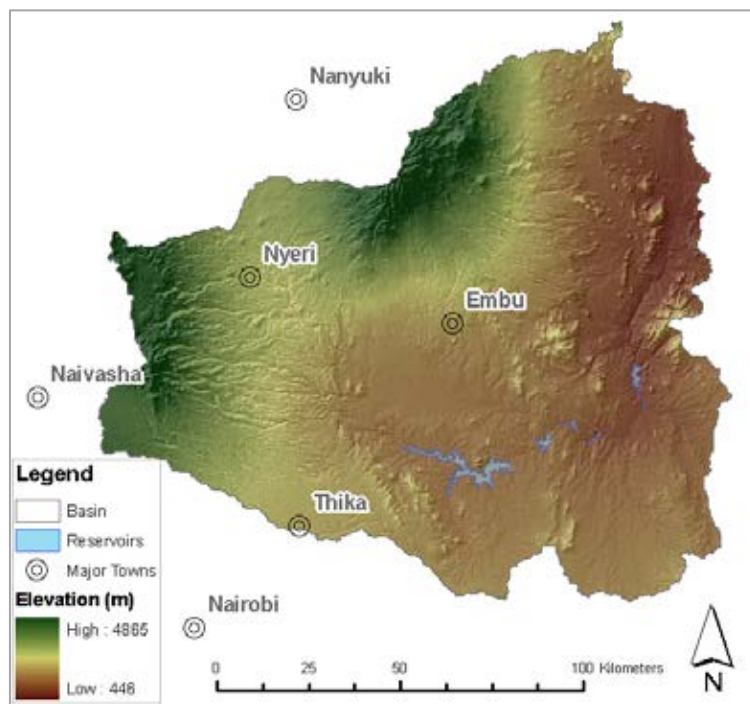 Nanyuki
Nyeri
Embu
Naivasha
Legend
Basin
Reservoirs
Major Towns
Elevation (m)
High : 4865
Low : 446
Thika
Nairobi
0 25 50 100 Kilometers
N